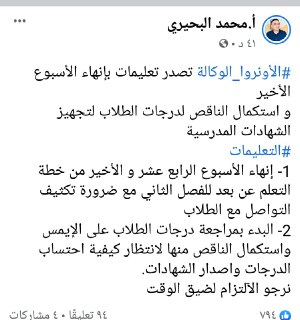 أ.محمد البحيري
٤١ د •
#الأونروا_الوكالة تصدر تعليمات بإنهاء الأسبوع
الأخير
و استكمال الناقص لدرجات الطلاب لتجهيز
الشهادات المدرسية
#التعليمات
1- إنهاء الأسبوع الرابع عشر و الأخير من خطة
التعلم عن بعد للفصل الثاني مع ضرورة تكثيف
التواصل مع الطلاب
2- البدء بمراجعة درجات الطلاب على الإيمس
واستكمال الناقص منها لانتظار كيفية احتساب
الدرجات واصدار الشهادات.
نرجو الالتزام لضيق الوقت
٧٩٤
٩٤ تعليقًا • ٤ مشاركات